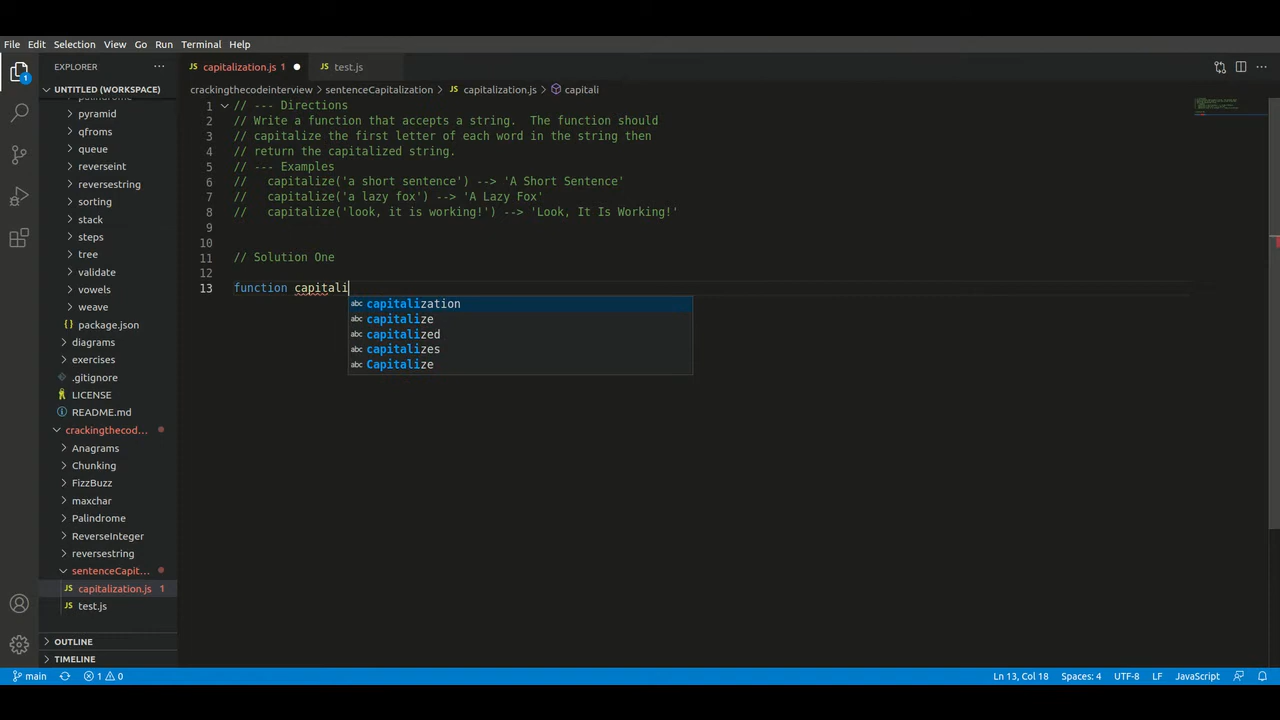 File Edit Selection View Go Run Terminal Help
EXPLORER ···
JS capitalization.js 1
JS test.js
UNTITLED (WORKSPACE)
crackingthecodeinterview > sentenceCapitalization > JS capitalization.js > capitali
palindrome
pyramid
qfroms
queue
reverseint
reversestring
sorting
stack
steps
tree
validate
vowels
weave
{} package.json
diagrams
exercises
.gitignore
LICENSE
README.md
crackingthecod...
Anagrams
Chunking
FizzBuzz
maxchar
Palindrome
ReverseInteger
reversestring
sentenceCapit...
JS capitalization.js 1
JS test.js
OUTLINE
TIMELINE
1 // --- Directions
2 // Write a function that accepts a string.  The function should
3 // capitalize the first letter of each word in the string then
4 // return the capitalized string.
5 // --- Examples
6 //   capitalize('a short sentence') --> 'A Short Sentence'
7 //   capitalize('a lazy fox') --> 'A Lazy Fox'
8 //   capitalize('look, it is working!') --> 'Look, It Is Working!'
9
10
11 // Solution One
12
13 function capitali
abc capitalization
abc capitalize
abc capitalized
abc capitalizes
abc Capitalize
1
main 1 0 Ln 13, Col 18 Spaces: 4 UTF-8 LF JavaScript